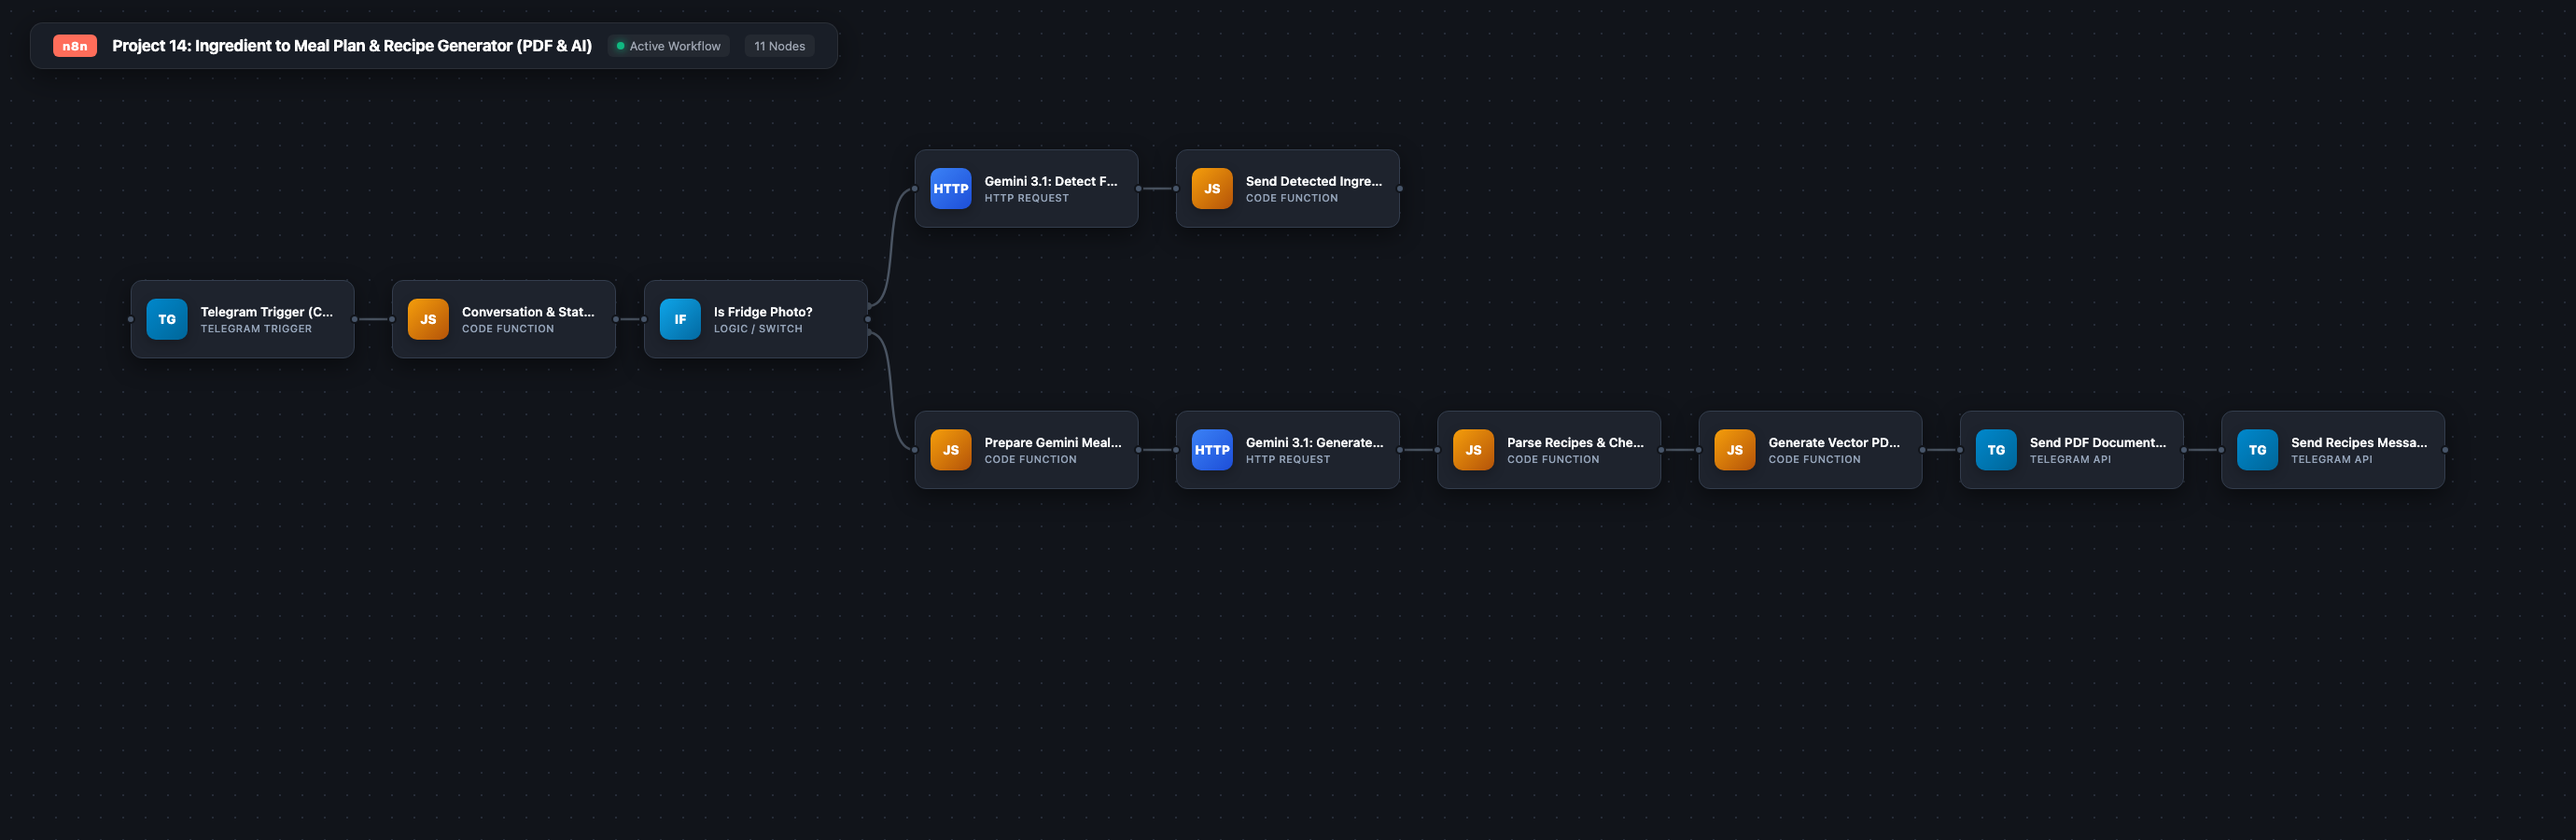 n8n Project 14: Ingredient to Meal Plan & Recipe Generator (PDF & AI) Active Workflow 11 Nodes
HTTP Gemini 3.1: Detect F...
HTTP REQUEST
JS Send Detected Ingre...
CODE FUNCTION
TG Telegram Trigger (C...
TELEGRAM TRIGGER
JS Conversation & Stat...
CODE FUNCTION
IF Is Fridge Photo?
LOGIC / SWITCH
JS Prepare Gemini Meal...
CODE FUNCTION
HTTP Gemini 3.1: Generate...
HTTP REQUEST
JS Parse Recipes & Che...
CODE FUNCTION
JS Generate Vector PD...
CODE FUNCTION
TG Send PDF Document...
TELEGRAM API
TG Send Recipes Messa...
TELEGRAM API